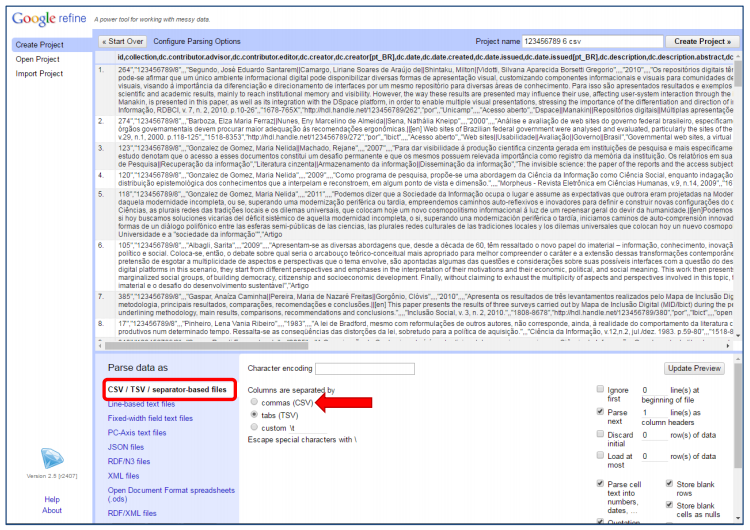 Google refine A power tool for working with messy data.
Create Project
Open Project
Import Project
« Start Over Configure Parsing Options Project name 123456789 6 csv Create Project »
id,collection,dc.contributor.advisor,dc.contributor.editor,dc.creator,dc.creator[pt_BR],dc.date,dc.date.created,dc.date.issued,dc.date.issued[pt_BR],dc.description,dc.description.abstract,dc
1. 264","123456789/8",,,"Segundo, José Eduardo Santarem||Camargo, Liriane Soares de Araújo de||Shintaku, Milton||Vidotti, Silvana Aparecida Borsetti Gregorio",,,"2010",,,"Os repositórios digitais têm
pode-se afirmar que um único ambiente informacional digital pode disponibilizar diversas formas de apresentação visual, customizando componentes informacionais e visuais para comunidades de
visuais, visando à importância da diferenciação e direcionamento de interfaces por um mesmo repositório para diversas áreas de conhecimento. Para isso são apresentados resultados e exemplos
scientific and academic results, mainly to reach institutional memory and visibility. However, the way these results are presented may influence their use, affecting user-system interaction through the
Manakin, is presented in this paper, as well as its integration with the DSpace platform, in order to enable multiple visual presentations, stressing the importance of the differentiation and direction of
Informação, RDBCI, v. 7, n. 2, 2010. p.10-26","1678-765X","http://hdl.handle.net/123456789/262","por","Unicamp",,"Acesso aberto","Dspace||Manakin||Repositórios digitais||Múltiplas apresentaçõe
2. 274","123456789/8",,,"Barboza, Elza Maria Ferraz||Nunes, Eny Marcelino de Almeida||Sena, Nathália Kneipp",,,"2000",,,"Análise e avaliação de web sites do governo federal brasileiro, especifican
órgãos governamentais devem procurar maior adequação às recomendações ergonômicas.||[en] Web sites of Brazilian federal government were analysed and evaluated, particularly the sites of the
v.29, n.1, 2000. p.118-125","1518-8353","http://hdl.handle.net/123456789/272","por","Ibict",,"Acesso aberto","Web sites||Usabilidade||Avaliação||Governo||Brasil","Governmental web sites, a virtual
3. 123","123456789/8",,,"Gonzalez de Gomez, Maria Nelida||Machado, Rejane",,,"2007",,,"Para dar visibilidade à produção científica cinzenta gerada em instituições de pesquisa e mais especificame
estudo denotam que o acesso a esses documentos constitui um desafio permanente e que os mesmos possuem relevada importância como registro da memória da instituição. Os relatórios em sua
de Pesquisa||Recuperação da informação","Literatura cinzenta||Armazenamento da informação||Disseminação da informação","The invisible science: the paper of the reports and the access subject
4. 120","123456789/8",,,"Gonzalez de Gomez, Maria Nelida",,,"2009",,,"Como programa de pesquisa, propõe-se uma abordagem da Ciência da Informação como Ciência Social, enquanto indagação
distribuição epistemológica dos conhecimentos que a interpelam e reconstroem, em algum ponto de vista e dimensão.",,,"Morpheus - Revista Eletrônica em Ciências Humanas, v.9, n.14, 2009","16
5. 118","123456789/8",,,"Gonzalez de Gomez, Maria Nelida",,,"2011",,,"Podemos dizer que a Sociedade da Informação ocupa o lugar e assume as expectativas que outrora eram projetadas na Moder
daquela modernidade incompleta, ou se, superando uma modernização periférica ou tardia, empreendemos caminhos auto-reflexivos e inovadores para definir e construir novas configurações do
Ciências, as plurais redes das tradições locais e os dilemas universais, que colocam hoje um novo cosmopolitismo informacional à luz de um repensar geral do devir da humanidade.||[en]Podemos
si hoy buscamos soluciones vicarias del déficit sistémico de aquella modernidad incompleta, o si, superando una modernización periférica o tardía, iniciamos caminos de auto-comprensión innovad
formas de un diálogo polifónico entre las esferas semi-públicas de las ciencias, las plurales redes culturales de las tradiciones locales y los dilemas universales que colocan hoy un nuevo cosmopo
Universidade e a "sociedade da informação","Artigo
6. 105","123456789/8",,,"Albagli, Sarita",,,"2009",,,"Apresentam-se as diversas abordagens que, desde a década de 60, têm ressaltado o novo papel do imaterial – informação, conhecimento, inovaçã
político e social. Coloca-se, então, o debate sobre qual seria o arcabouço teórico-conceitual mais apropriado para melhor compreender o caráter e a extensão dessas transformações contemporâne
pretensão de esgotar a multiplicidade de aspectos e perspectivas que o tema envolve, são apontadas algumas das questões e considerações sobre suas possíveis interfaces com a questão do des
digital platforms in this scenario, they start from different perspectives and emphases in the interpretation of their motivations and their economic, political, and social meaning. This work then present
marginalized social groups, of building democracy, citizenship and socioeconomic development. Finally, without claiming to exhaust the multiplicity of aspects and perspectives involved in this topic,
imaterial e o desafio do desenvolvimento sustentável","Artigo
7. 385","123456789/8",,,"Gaspar, Anaíza Caminha||Pereira, Maria de Nazaré Freitas||Gorgônio, Clóvis",,,"2010",,,"Apresenta os resultados de três levantamentos realizados pelo Mapa de Inclusão Dig
metodologia, principais resultados, comparações, recomendações e conclusões.||[en] This paper presents the results of three surveys carried out by Mapa de Inclusão Digital (MID/Ibict) during the
underlining methodology, main results, comparisons, recommendations and conclusions.",,,"Inclusão Social, v. 3, n. 2, 2010.","1808-8678","http://hdl.handle.net/123456789/380","por","Ibict",,"open
8. 17","123456789/8",,,"Pinheiro, Lena Vania Ribeiro",,,"1983",,,"A lei de Bradford, mesmo com reformulações de outros autores, não corresponde, ainda, à realidade do comportamento da literatura
produtivos num determinado tempo. Ressalta-se as conseqüências das distorções da lei, sobretudo para a política de aquisição.",,,"Ciência da Informação, v.12,n.2, jul./dez. 1983. p.59-80","1518-8
Parse data as
CSV / TSV / separator-based files
Line-based text files
Fixed-width field text files
PC-Axis text files
JSON files
RDF/N3 files
XML files
Open Document Format spreadsheets
(.ods)
RDF/XML files
Character encoding
Update Preview
Columns are separated by
commas (CSV)
tabs (TSV)
custom \t
Escape special characters with \
Ignore 0 line(s) at
first beginning of file
Parse 1 line(s) as
next column headers
Discard 0 row(s) of data
initial
Load at 0 row(s) of data
most
Parse cell
text into
numbers,
dates, ...
Quotation
Store blank
rows
Store blank
cells as nulls
Version 2.5 [r2407]
Help
About